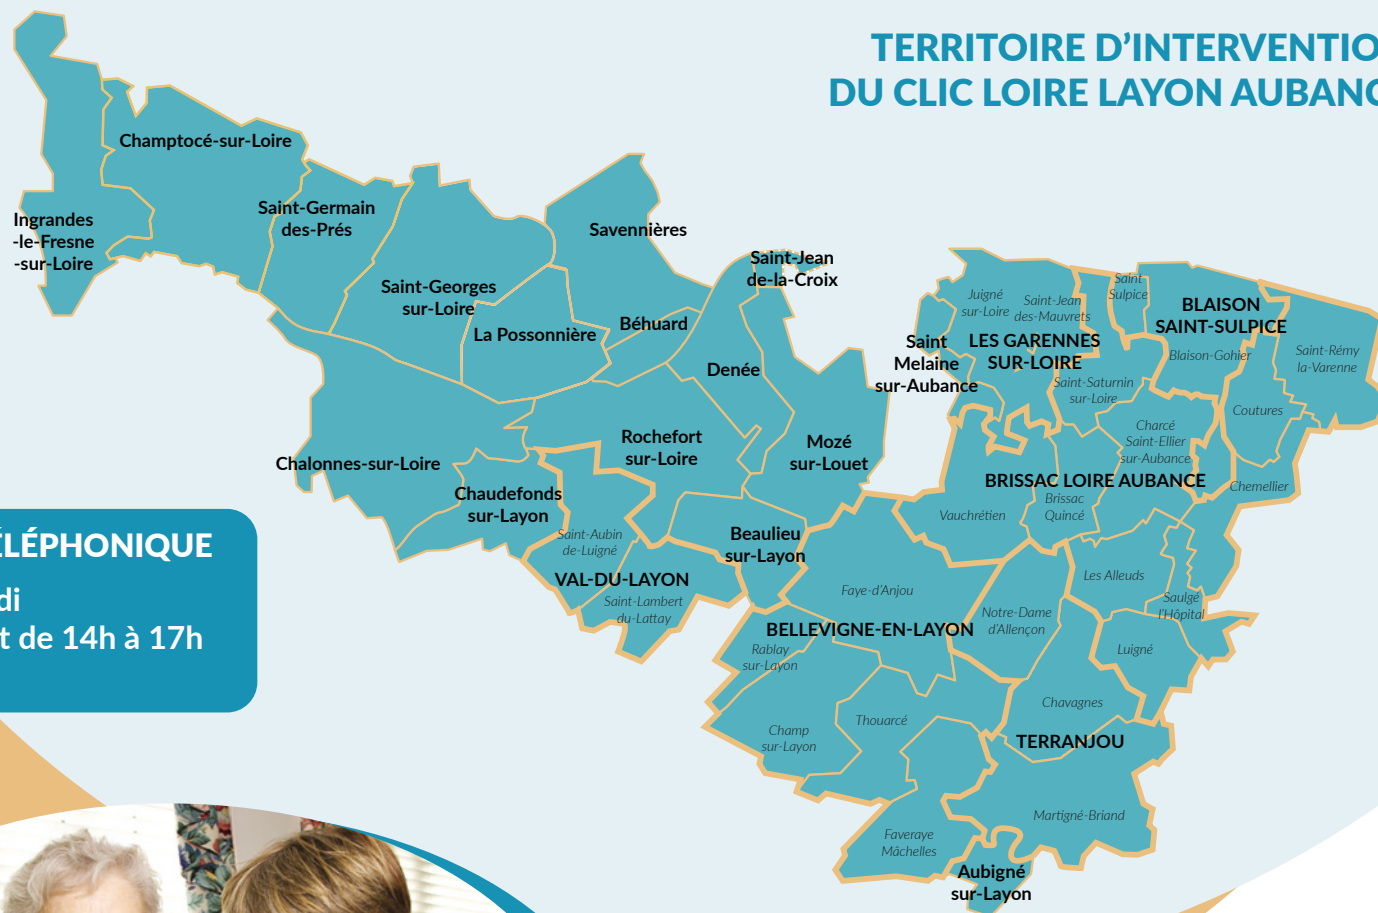 TERRITOIRE D'INTERVENTIO
DU CLIC LOIRE LAYON AUBANC
Champtocé-sur-Loire
Ingrandes
-le-Fresne
-sur-Loire
Saint-Germain
des-Prés
Savennières
Saint-Jean
de-la-Croix
Saint-Georges
sur-Loire
La Possonnière
Béhuard
Denée
Saint
Melaine
sur-Aubance
Juigné
sur-Loire
Saint-Jean
des-Mauvrets
LES GARENNES
SUR-LOIRE
Saint
Sulpice
BLAISON
SAINT-SULPICE
Blaison-Gohier
Saint-Rémy
la-Varenne
Saint-Saturnin
sur-Loire
Coutures
Charcé
Saint-Ellier
sur-Aubance
Chemellier
BRISSAC LOIRE AUBANCE
Brissac
Quincé
Vauchrétien
Les Alleuds
Saulgé
l'Hôpital
Luigné
Chalonnes-sur-Loire
Chaudefonds
sur-Layon
Rochefort
sur-Loire
Mozé
sur-Louet
Beaulieu
sur-Layon
Saint-Aubin
de-Luigné
VAL-DU-LAYON
Saint-Lambert
du-Lattay
Faye-d'Anjou
BELLEVIGNE-EN-LAYON
Rablay
sur-Layon
Champ
sur-Layon
Thouarcé
Faveraye
Mâchelles
Notre-Dame
d'Allençon
Chavagnes
TERRANJOU
Martigné-Briand
Aubigné
sur-Layon
ÉLÉPHONIQUE
di
t de 14h à 17h